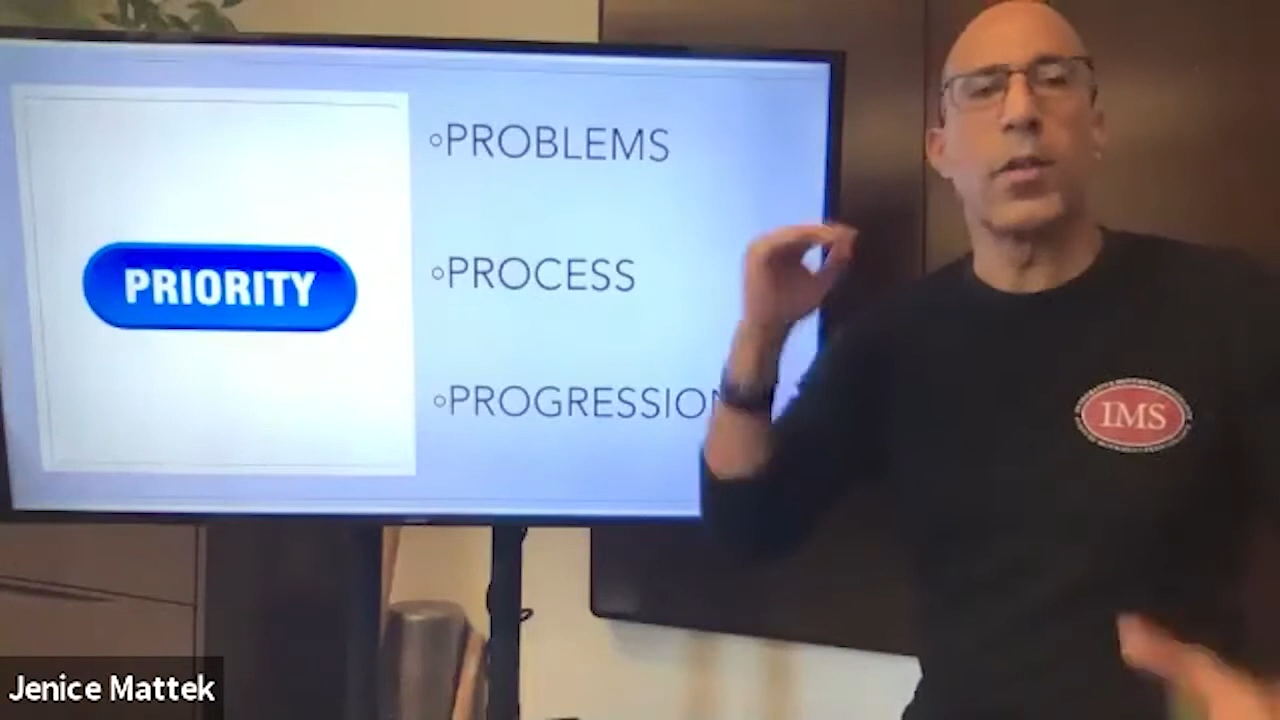 ◦PROBLEMS
PRIORITY
◦PROCESS
◦PROGRESSION
IMS
Jenice Mattek